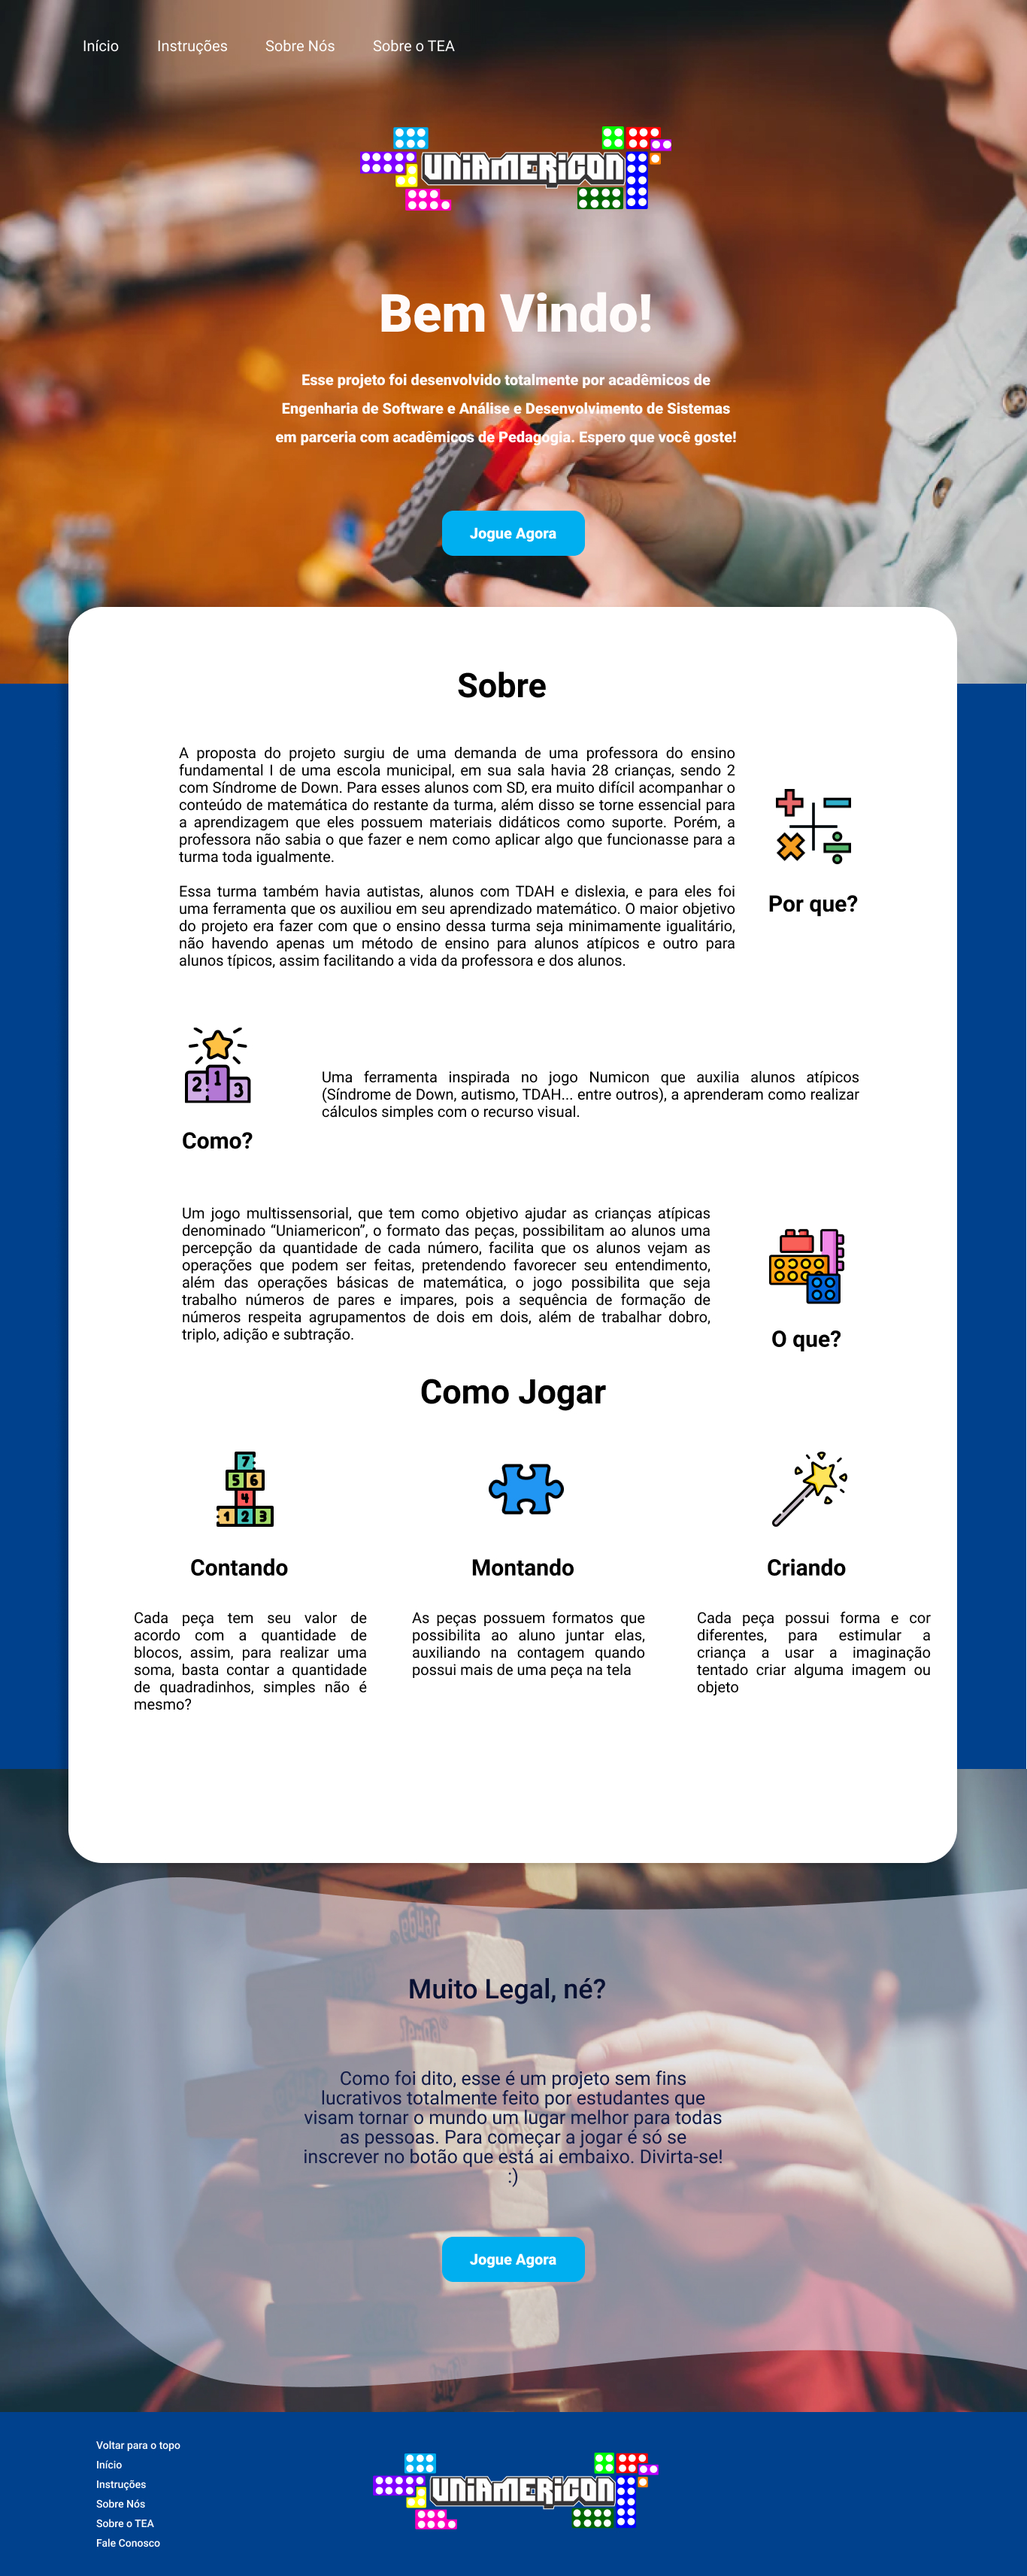 Início Instruções Sobre Nós Sobre o TEA
UNIAMERICON
Bem Vindo!
Esse projeto foi desenvolvido totalmente por acadêmicos de
Engenharia de Software e Análise e Desenvolvimento de Sistemas
em parceria com acadêmicos de Pedagogia. Espero que você goste!
Jogue Agora
Sobre
A proposta do projeto surgiu de uma demanda de uma professora do ensino
fundamental I de uma escola municipal, em sua sala havia 28 crianças, sendo 2
com Síndrome de Down. Para esses alunos com SD, era muito difícil acompanhar o
conteúdo de matemática do restante da turma, além disso se torne essencial para
a aprendizagem que eles possuem materiais didáticos como suporte. Porém, a
professora não sabia o que fazer e nem como aplicar algo que funcionasse para a
turma toda igualmente.
Essa turma também havia autistas, alunos com TDAH e dislexia, e para eles foi
uma ferramenta que os auxiliou em seu aprendizado matemático. O maior objetivo
do projeto era fazer com que o ensino dessa turma seja minimamente igualitário,
não havendo apenas um método de ensino para alunos atípicos e outro para
alunos típicos, assim facilitando a vida da professora e dos alunos.
Por que?
2 1 3
Como?
Uma ferramenta inspirada no jogo Numicon que auxilia alunos atípicos
(Síndrome de Down, autismo, TDAH... entre outros), a aprenderam como realizar
cálculos simples com o recurso visual.
Um jogo multissensorial, que tem como objetivo ajudar as crianças atípicas
denominado “Uniamericon”, o formato das peças, possibilitam ao alunos uma
percepção da quantidade de cada número, facilita que os alunos vejam as
operações que podem ser feitas, pretendendo favorecer seu entendimento,
além das operações básicas de matemática, o jogo possibilita que seja
trabalho números de pares e impares, pois a sequência de formação de
números respeita agrupamentos de dois em dois, além de trabalhar dobro,
triplo, adição e subtração.
O que?
Como Jogar
7
5 6
4
1 2 3
Contando
Cada peça tem seu valor de
acordo com a quantidade de
blocos, assim, para realizar uma
soma, basta contar a quantidade
de quadradinhos, simples não é
mesmo?
Montando
As peças possuem formatos que
possibilita ao aluno juntar elas,
auxiliando na contagem quando
possui mais de uma peça na tela
Criando
Cada peça possui forma e cor
diferentes, para estimular a
criança a usar a imaginação
tentado criar alguma imagem ou
objeto
Jenga
Muito Legal, né?
Como foi dito, esse é um projeto sem fins
lucrativos totalmente feito por estudantes que
visam tornar o mundo um lugar melhor para todas
as pessoas. Para começar a jogar é só se
inscrever no botão que está ai embaixo. Divirta-se!
:)
Jogue Agora
Voltar para o topo
Início
Instruções
Sobre Nós
Sobre o TEA
Fale Conosco
UNIAMERICON